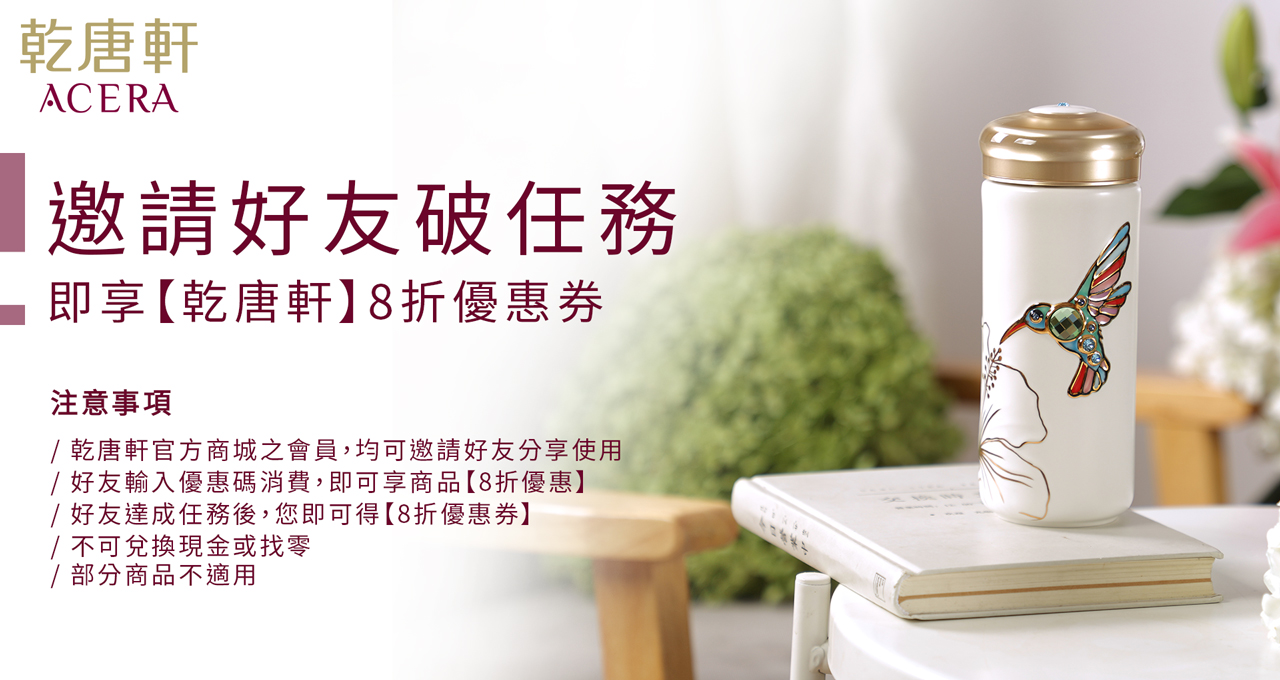 乾唐軒
ACERA
邀請好友破任務
即享【乾唐軒】8折優惠券
注意事項
/ 乾唐軒官方商城之會員，均可邀請好友分享使用
/ 好友輸入優惠碼消費，即可享商品【8折優惠】
/ 好友達成任務後，您即可得【8折優惠券】
/ 不可兌換現金或找零
/ 部分商品不適用